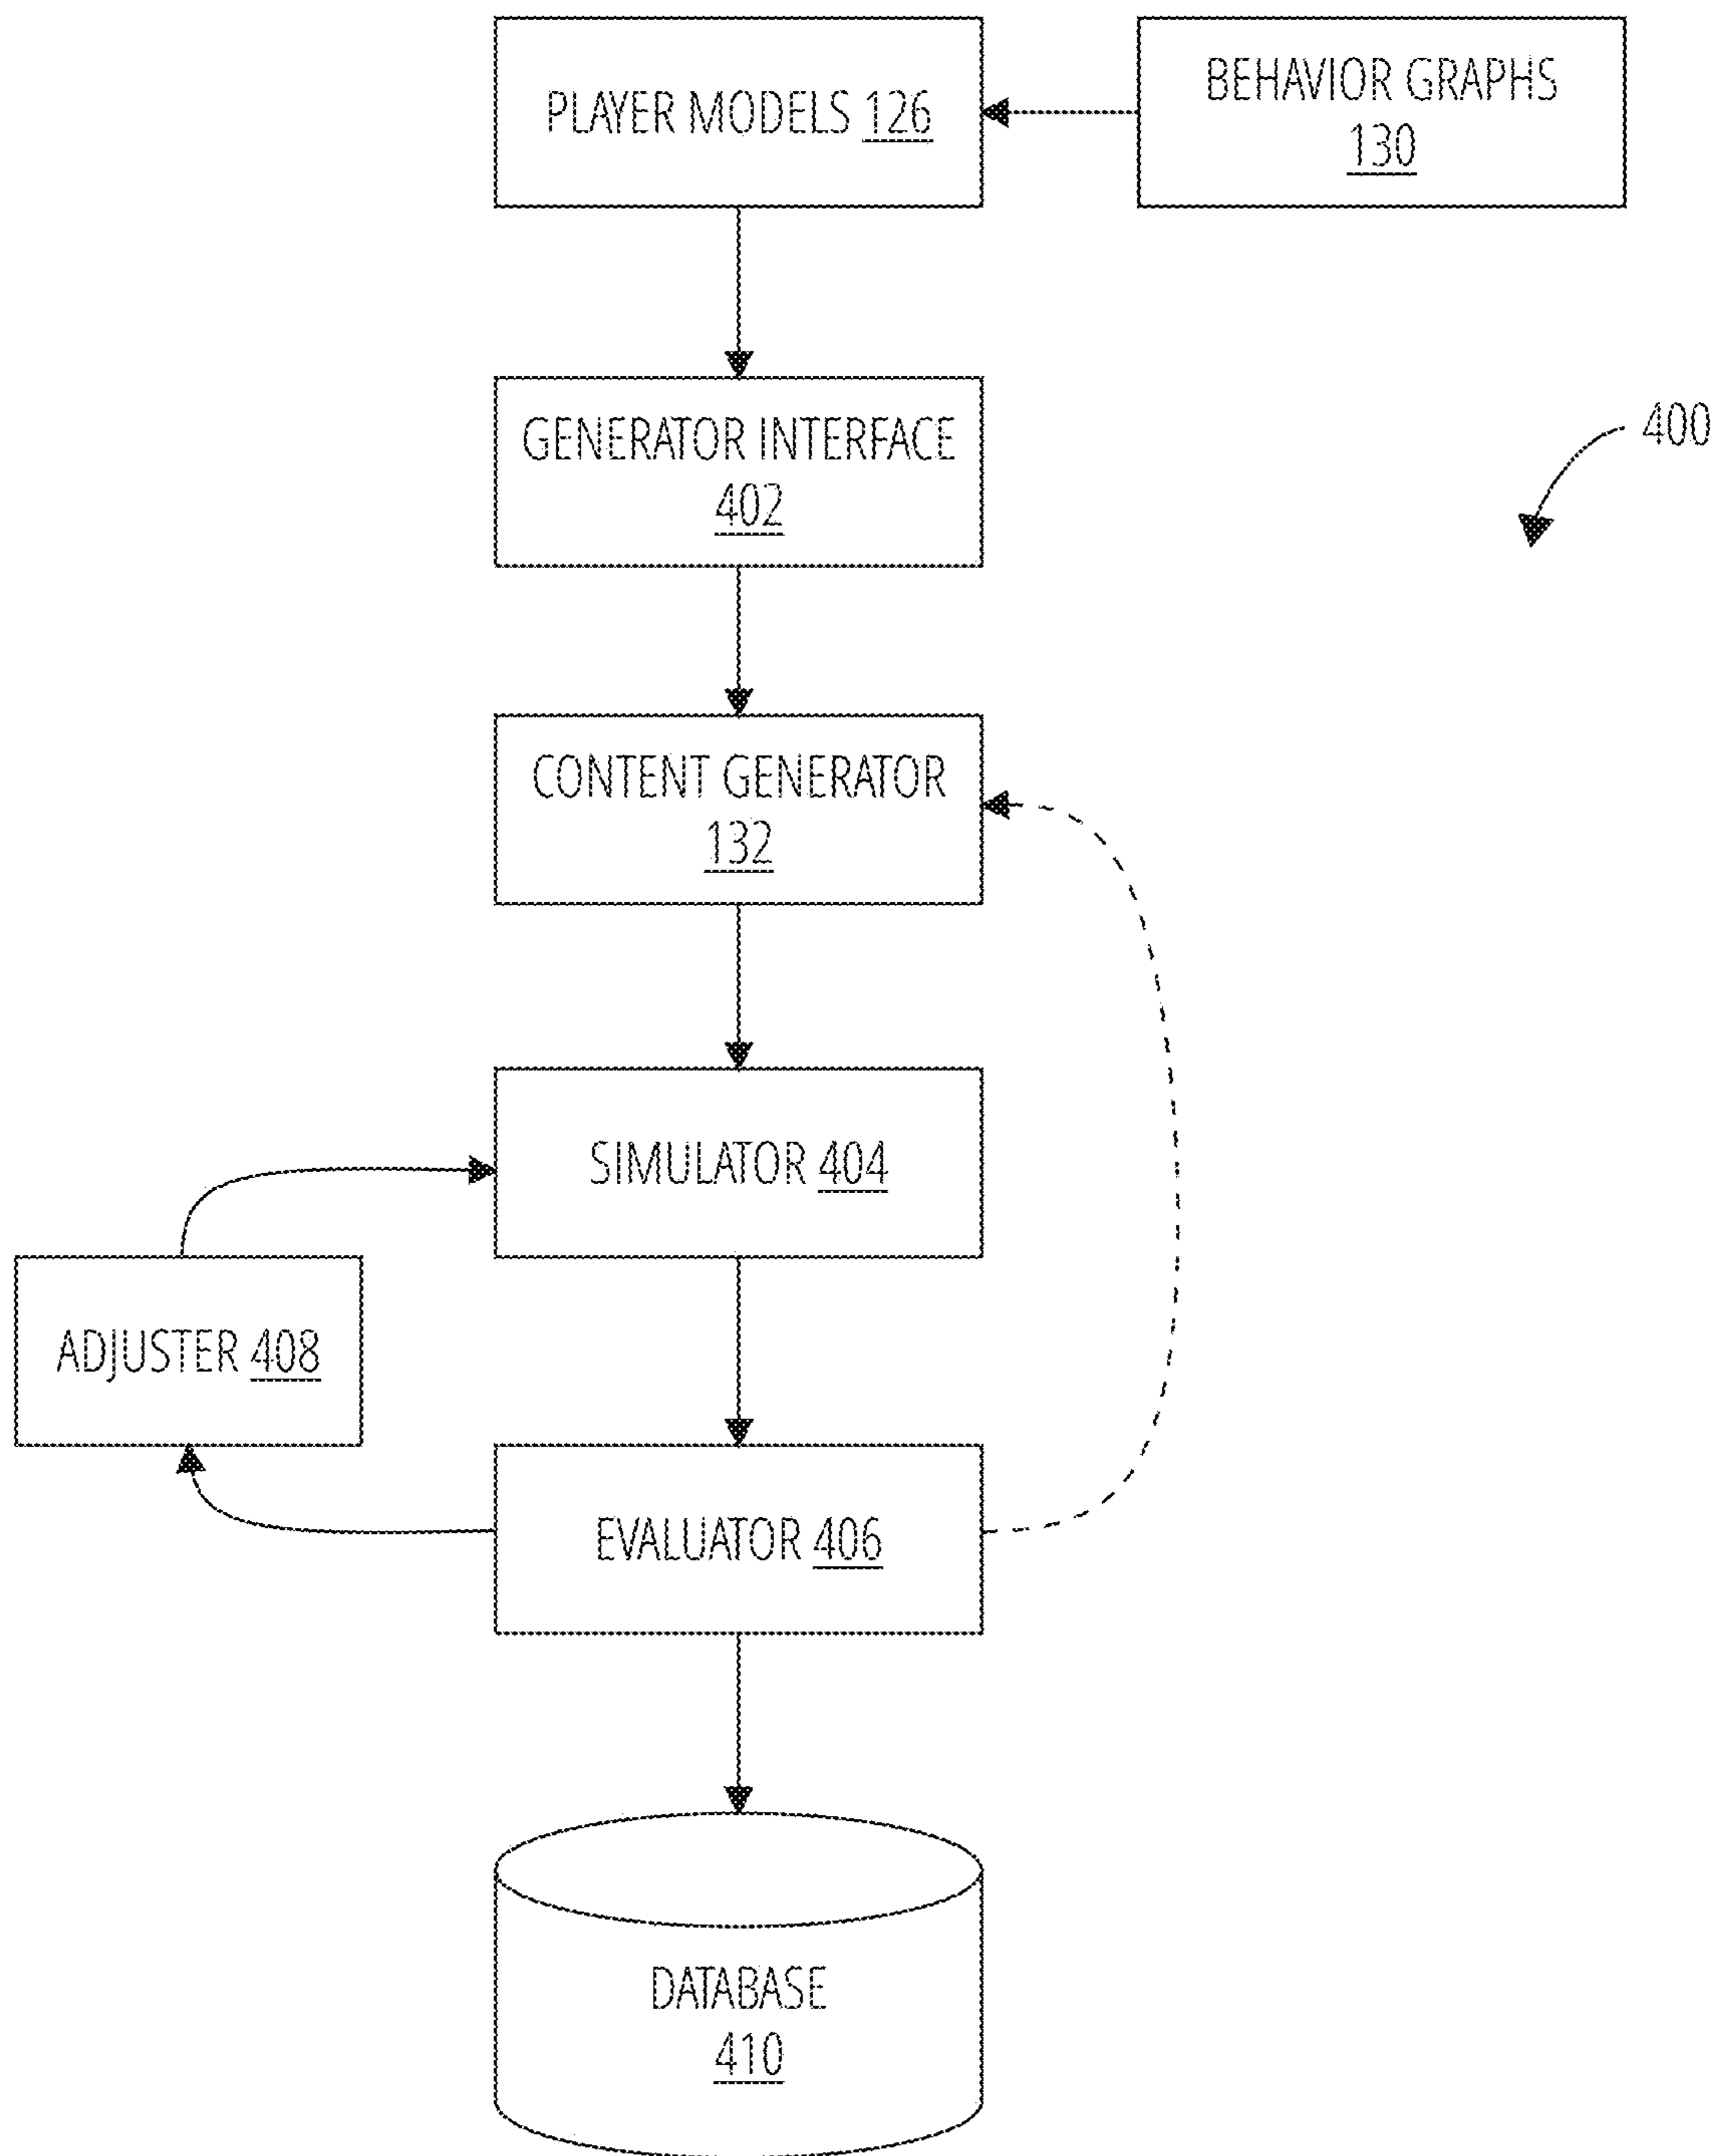 PLAYER MODELS 126
BEHAVIOR GRAPHS
130
GENERATOR INTERFACE
402
400
CONTENT GENERATOR
132
SIMULATOR 404
ADJUSTER 408
EVALUATOR 406
DATABASE
410